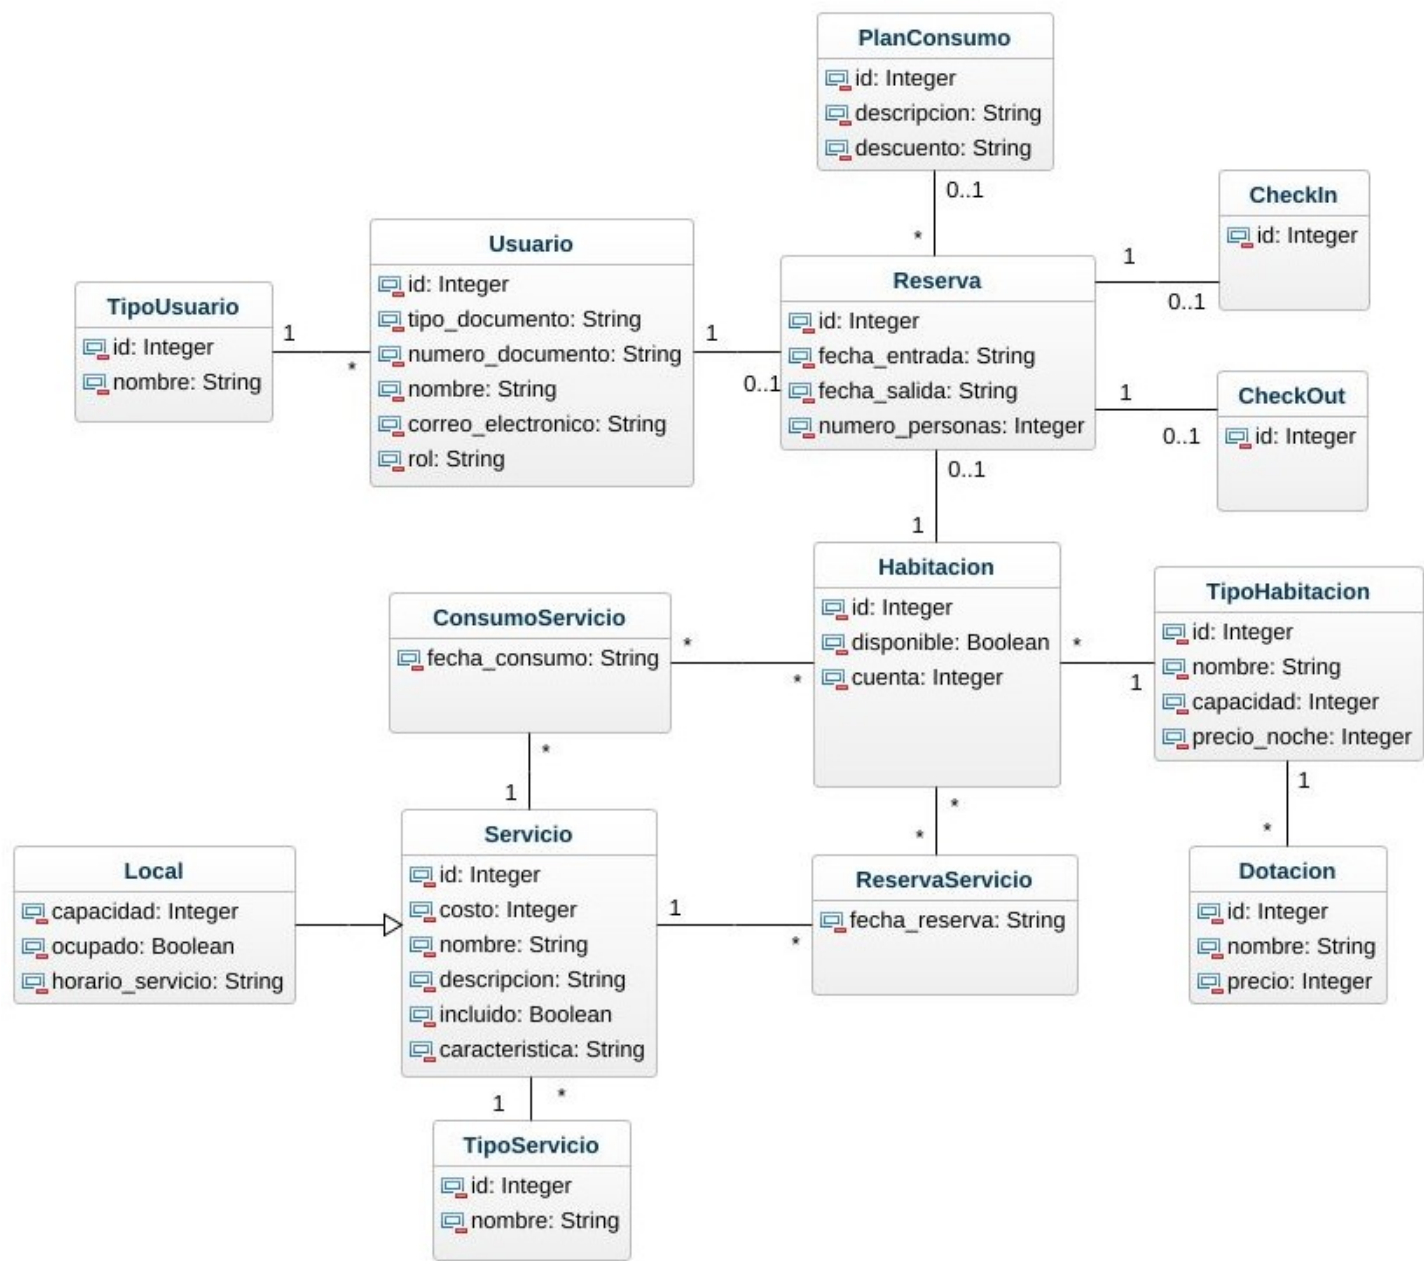 PlanConsumo
id: Integer
descripcion: String
descuento: String
0..1
*
CheckIn
id: Integer
1
0..1
Usuario
id: Integer
tipo_documento: String
numero_documento: String
nombre: String
correo_electronico: String
rol: String
TipoUsuario
id: Integer
nombre: String
1
*
Reserva
id: Integer
fecha_entrada: String
fecha_salida: String
numero_personas: Integer
1
0..1
CheckOut
id: Integer
1
0..1
0..1
1
Habitacion
id: Integer
disponible: Boolean
cuenta: Integer
TipoHabitacion
id: Integer
nombre: String
capacidad: Integer
precio_noche: Integer
*
1
ConsumoServicio
fecha_consumo: String
*
*
*
1
1
*
*
*
Servicio
id: Integer
costo: Integer
nombre: String
descripcion: String
incluido: Boolean
caracteristica: String
Local
capacidad: Integer
ocupado: Boolean
horario_servicio: String
ReservaServicio
fecha_reserva: String
1
*
Dotacion
id: Integer
nombre: String
precio: Integer
1
*
TipoServicio
id: Integer
nombre: String